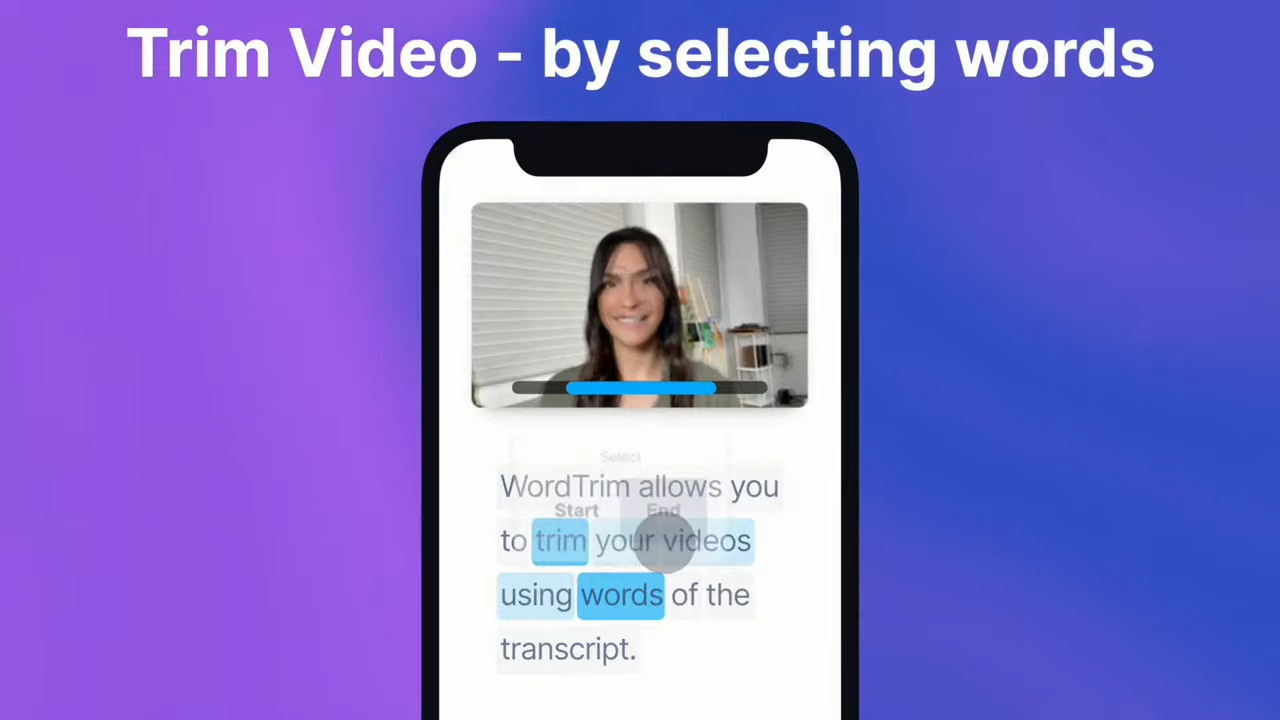 Trim Video - by selecting words
Select
WordTrim allows you
Start End
to trim your videos
using words of the
transcript.